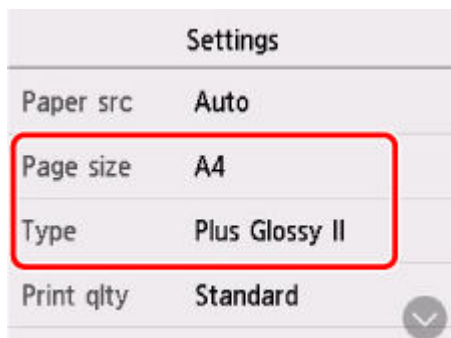 Settings
Paper src Auto
Page size A4
Type Plus Glossy II
Print qlty Standard